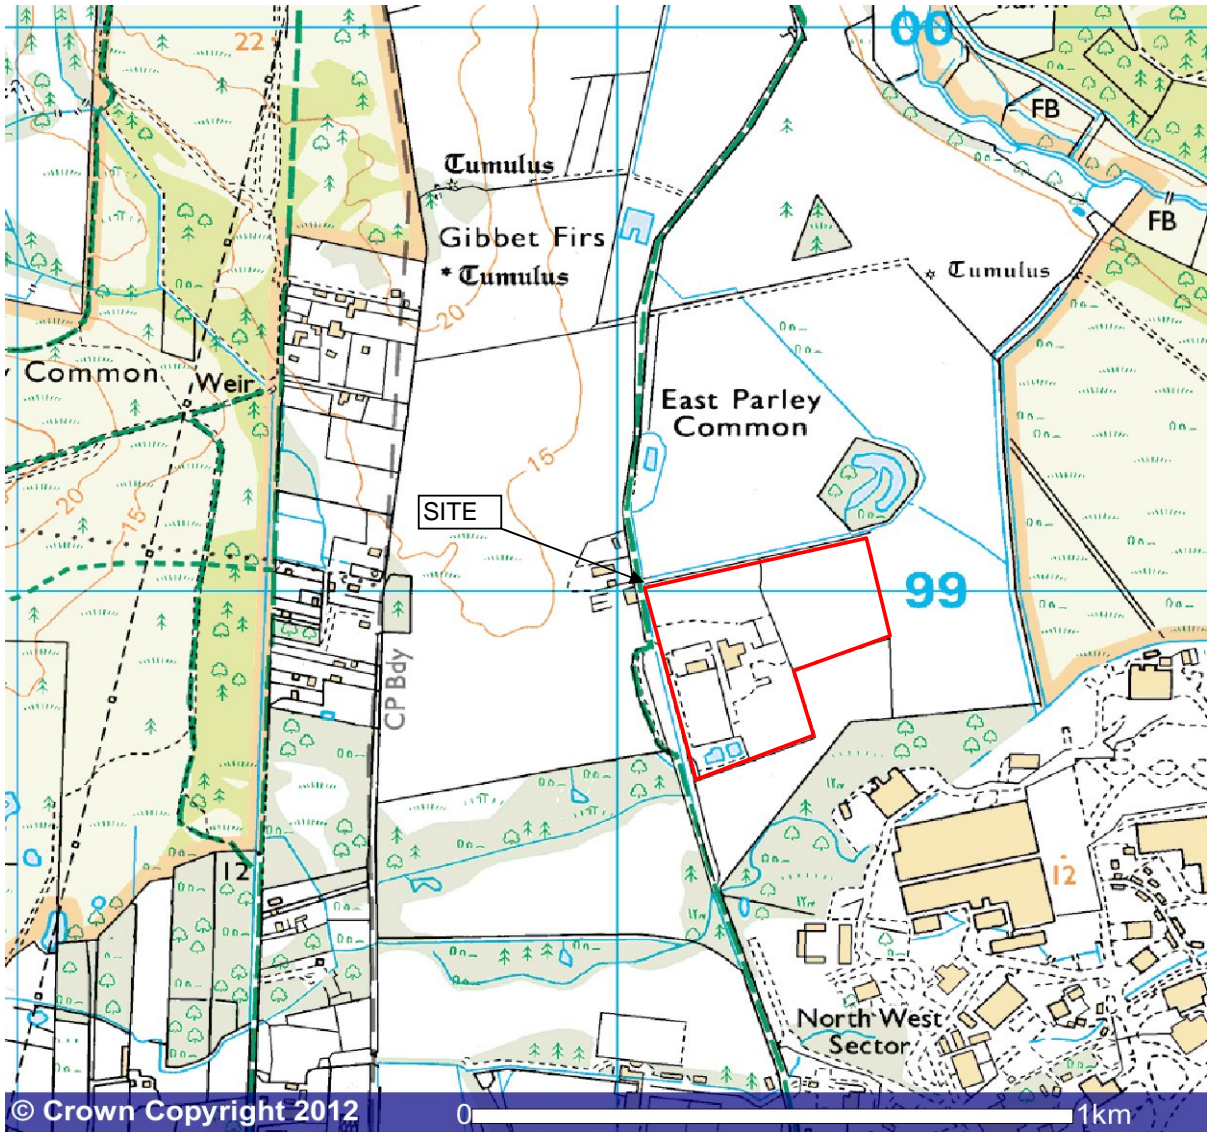 00
22
FB
FB
Tumulus
Gibbet Firs
Tumulus
Tumulus
20
Common
Weir
East Parley
Common
15
20
15
SITE
99
CP Bdy
12
12
North West
Sector
© Crown Copyright 2012
0
1km